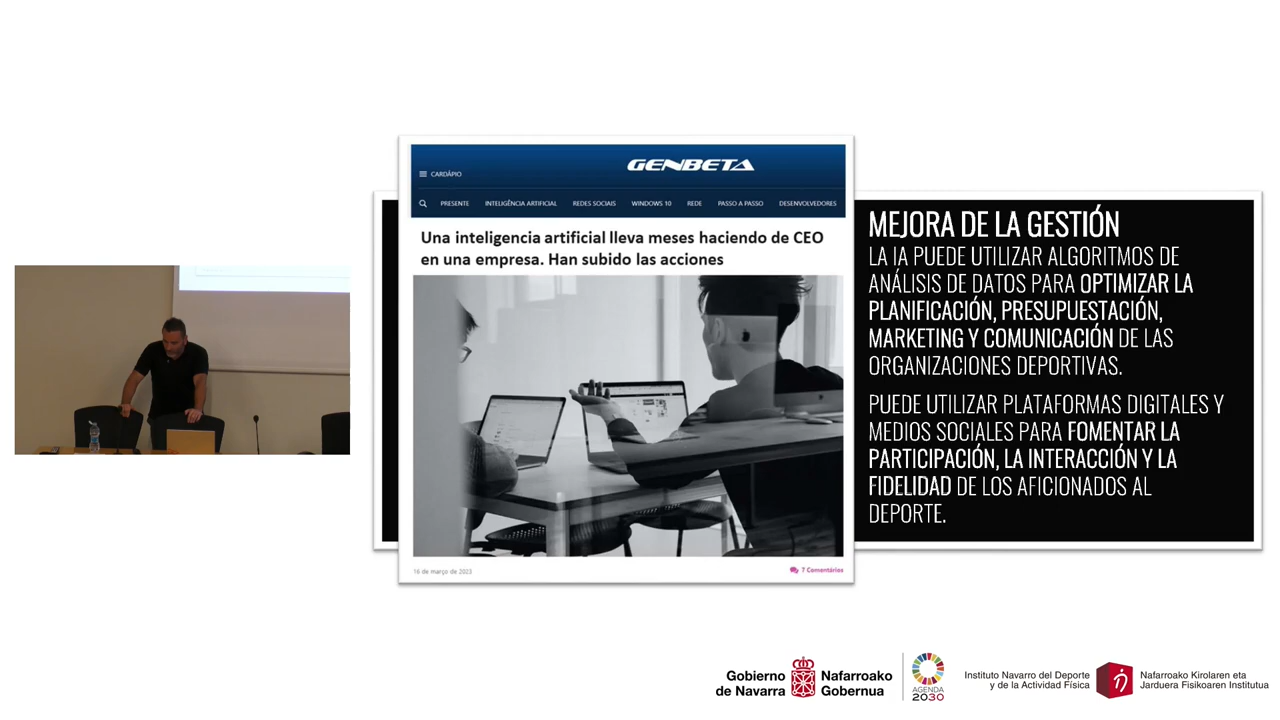 GENBETA
CARDÁPIO
PRESENTE INTELIGÊNCIA ARTIFICIAL REDES SOCIAIS WINDOWS 10 REDE PASSO A PASSO DESENVOLVEDORES
Una inteligencia artificial lleva meses haciendo de CEO
en una empresa. Han subido las acciones
16 de março de 2023
7 Comentários
MEJORA DE LA GESTIÓN
LA IA PUEDE UTILIZAR ALGORITMOS DE
ANÁLISIS DE DATOS PARA OPTIMIZAR LA
PLANIFICACIÓN, PRESUPUESTACIÓN,
MARKETING Y COMUNICACIÓN DE LAS
ORGANIZACIONES DEPORTIVAS.
PUEDE UTILIZAR PLATAFORMAS DIGITALES Y
MEDIOS SOCIALES PARA FOMENTAR LA
PARTICIPACIÓN, LA INTERACCIÓN Y LA
FIDELIDAD DE LOS AFICIONADOS AL
DEPORTE.
Gobierno
de Navarra
Nafarroako
Gobernua
AGENDA
2030
Instituto Navarro del Deporte
y de la Actividad Física
Nafarroako Kirolaren eta
Jarduera Fisikoaren Institutua